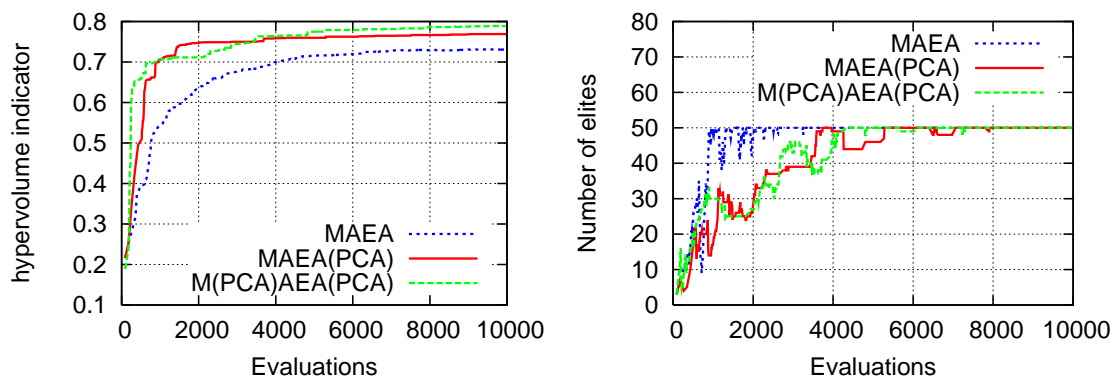 hypervolume indicator
0.8
0.7
0.6
0.5
0.4
0.3
0.2
0.1
MAEA
MAEA(PCA)
M(PCA)AEA(PCA)
0 2000 4000 6000 8000 10000
Evaluations
Number of elites
80
70
60
50
40
30
20
10
0
MAEA
MAEA(PCA)
M(PCA)AEA(PCA)
0 2000 4000 6000 8000 10000
Evaluations